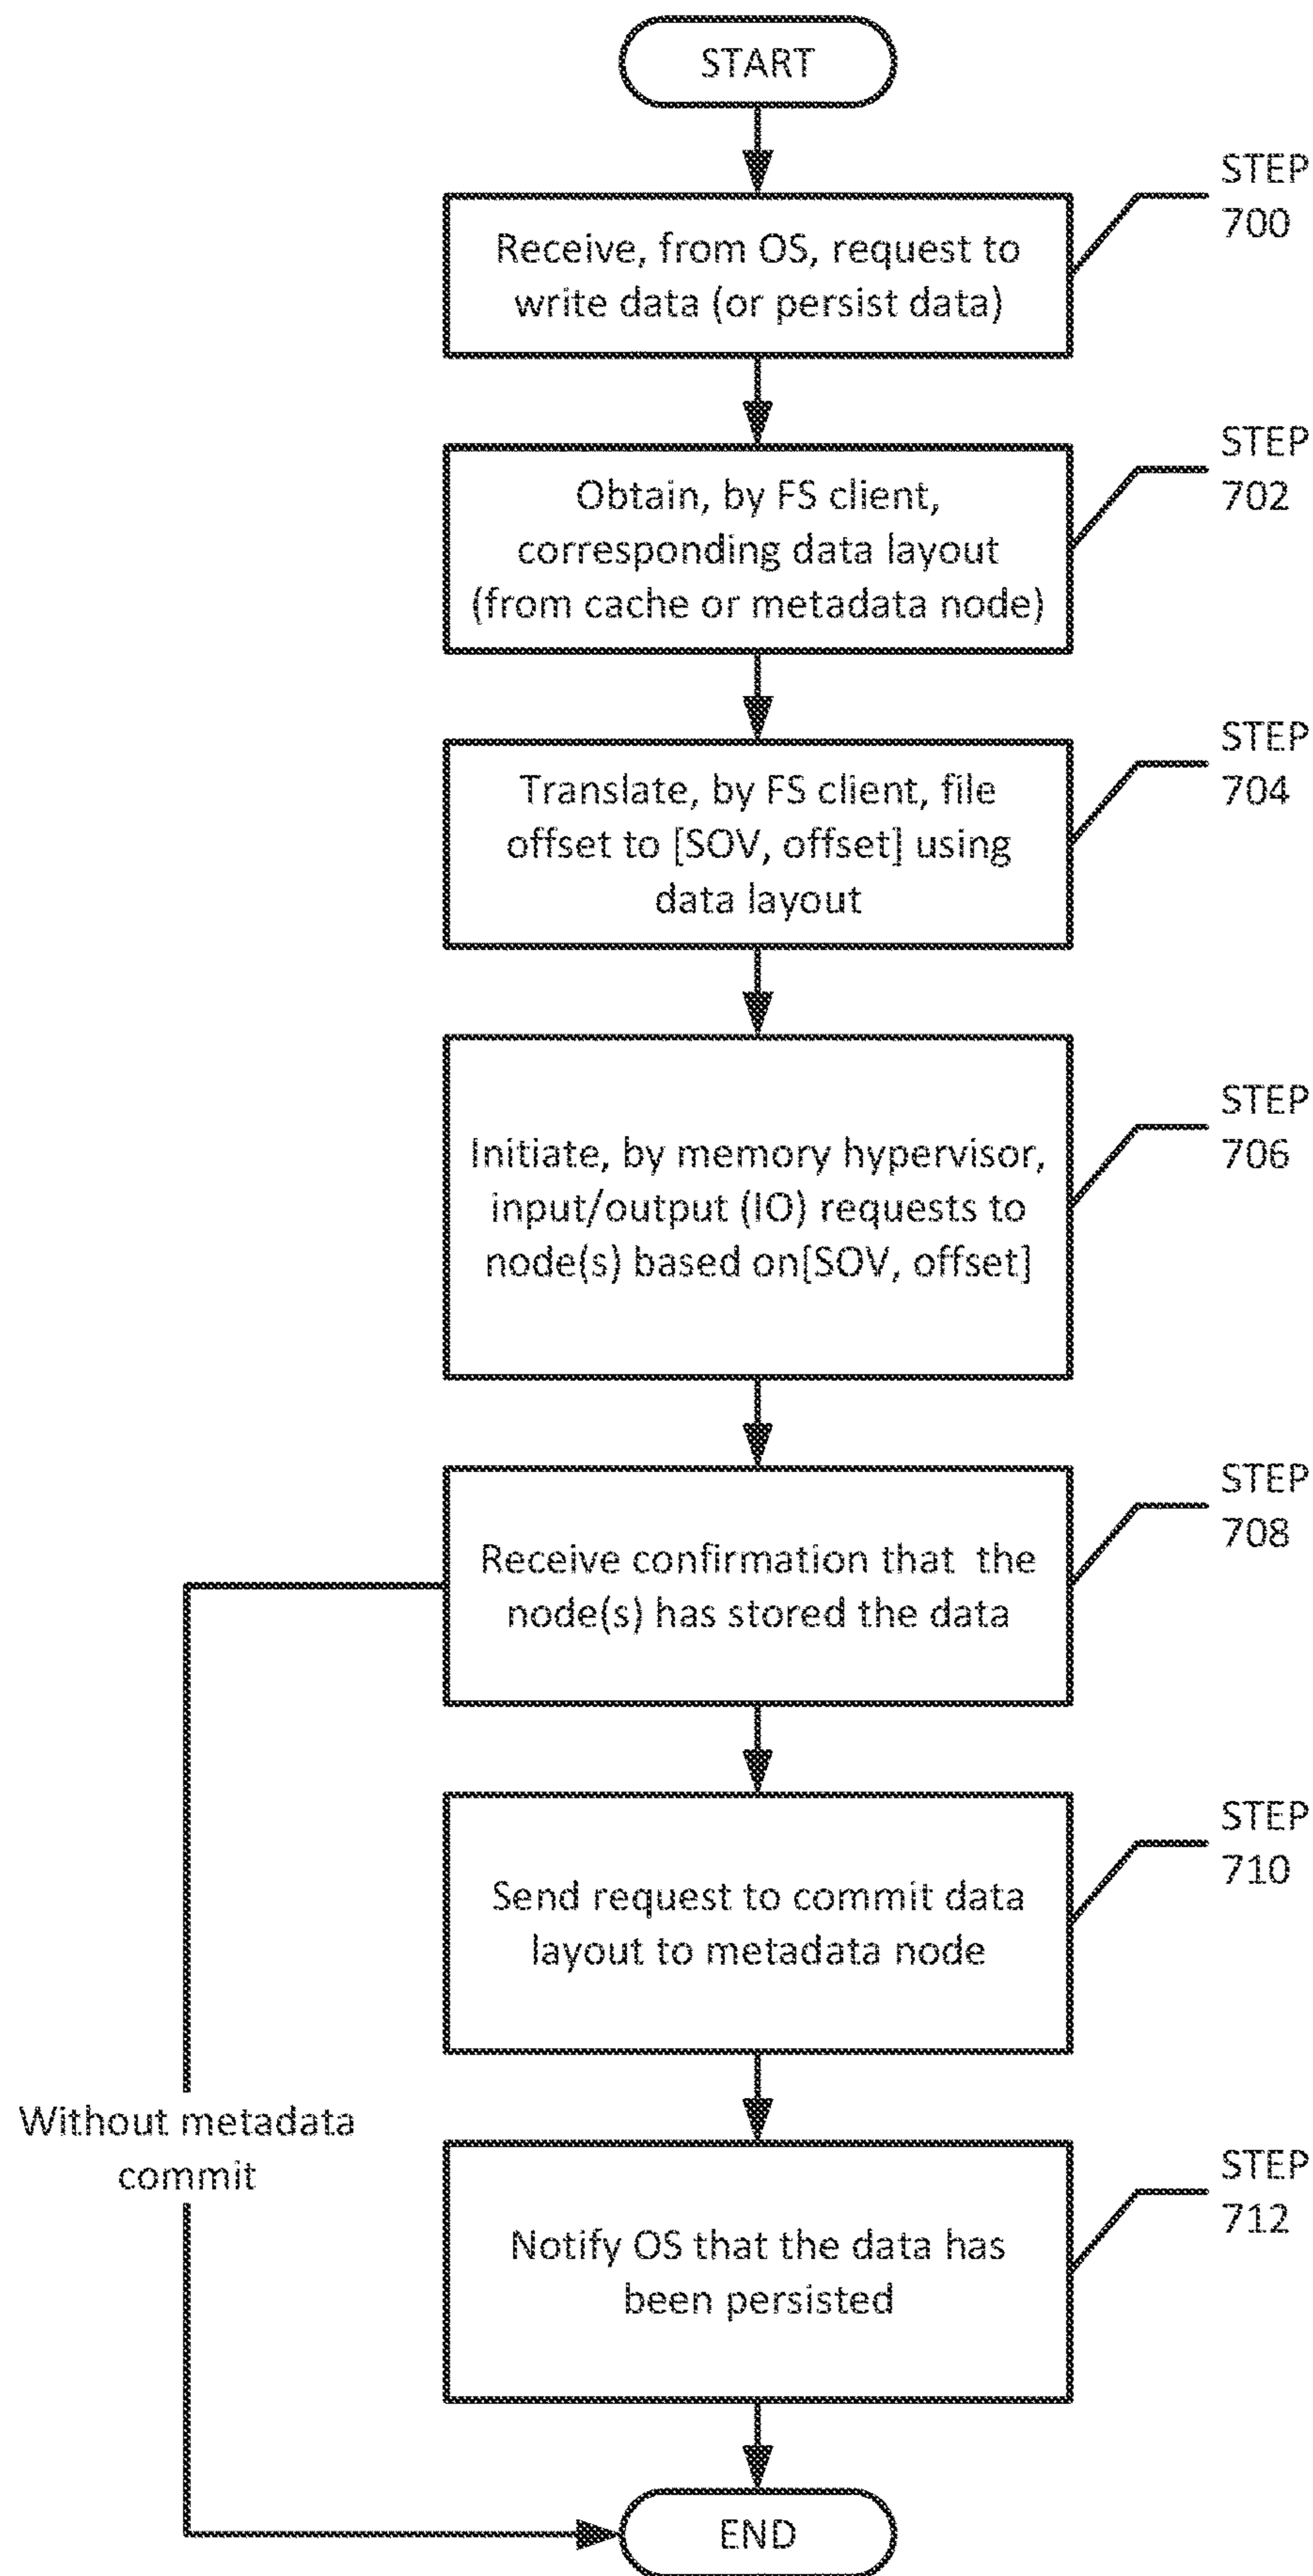 START
STEP
700
Receive, from OS, request to
write data (or persist data)
STEP
702
Obtain, by FS client,
corresponding data layout
(from cache or metadata node)
STEP
704
Translate, by FS client, file
offset to [SOV, offset] using
data layout
STEP
706
Initiate, by memory hypervisor,
input/output (IO) requests to
node(s) based on[SOV, offset]
STEP
708
Receive confirmation that the
node(s) has stored the data
STEP
710
Send request to commit data
layout to metadata node
Without metadata
commit
STEP
712
Notify OS that the data has
been persisted
END